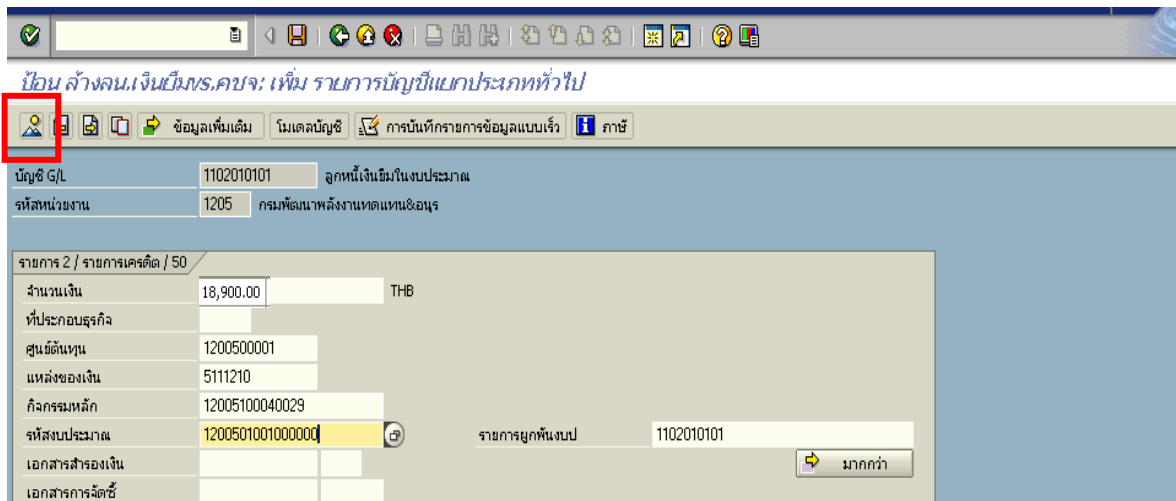 ป้อน ล้างลน.เงินยืมvs.คชจ: เพิ่ม รายการบัญชีแยกประเภททั่วไป
ข้อมูลเพิ่มเติม โมเดลบัญชี การบันทึกรายการข้อมูลแบบเร็ว ภาษี
บัญชี G/L 1102010101 ลูกหนี้เงินยืมในงบประมาณ
รหัสหน่วยงาน 1205 กรมพัฒนาพลังงานทดแทน&อนุร
รายการ 2 / รายการเครดิต / 50
จำนวนเงิน 18,900.00 THB
ที่ประกอบธุรกิจ
ศูนย์ต้นทุน 1200500001
แหล่งของเงิน 5111210
กิจกรรมหลัก 12005100040029
รหัสงบประมาณ 1200501001000000 รายการผูกพันงบป 1102010101
เอกสารสำรองเงิน มากกว่า
เอกสารการจัดซื้